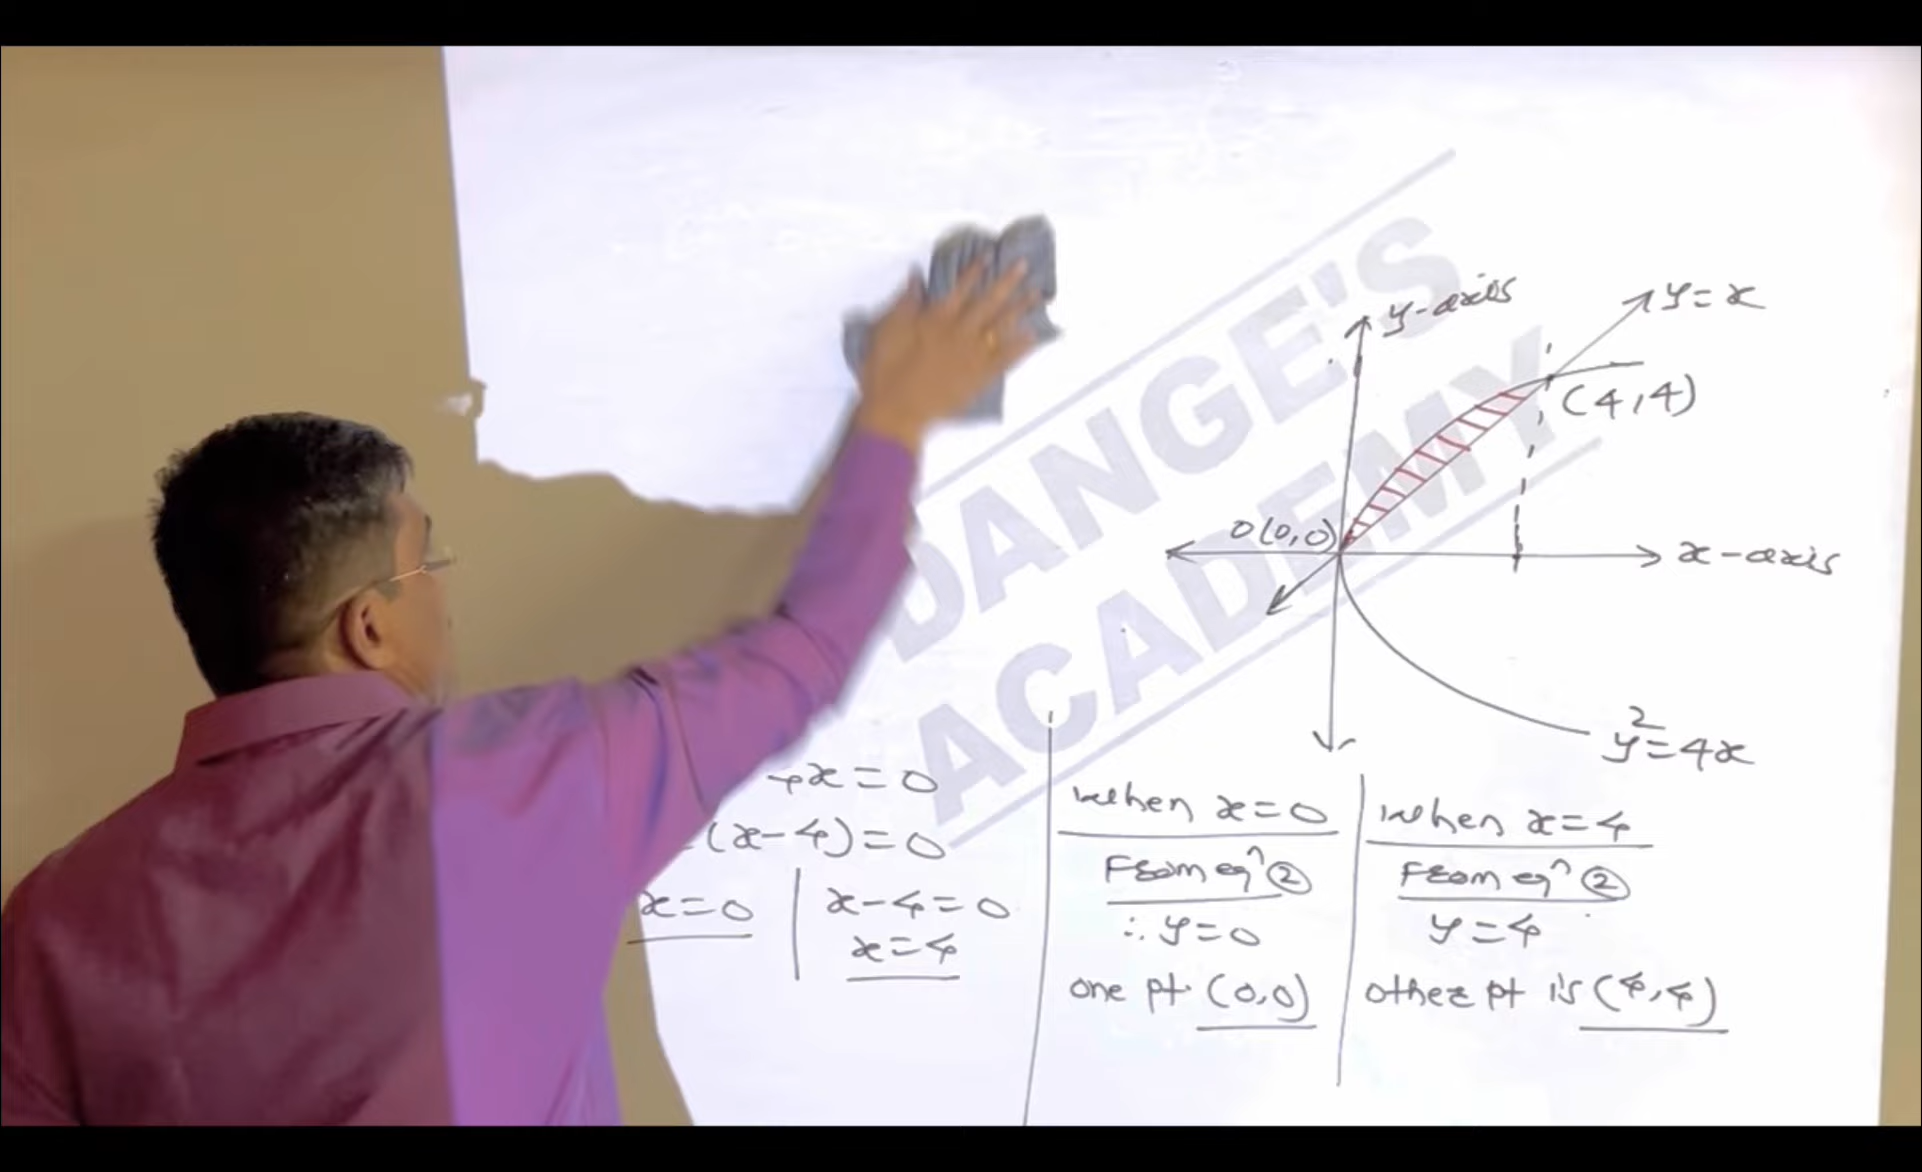 DANGE'S
ACADEMY
y-axis
y=x
(4,4)
O(0,0)
x-axis
y²=4x
x=0
(x-4)=0
x=0
x-4=0
x=4
when x=0
From eqⁿ ②
∴ y=0
one pt. (0,0)
when x=4
From eqⁿ ②
y=4
other pt is (4,4)